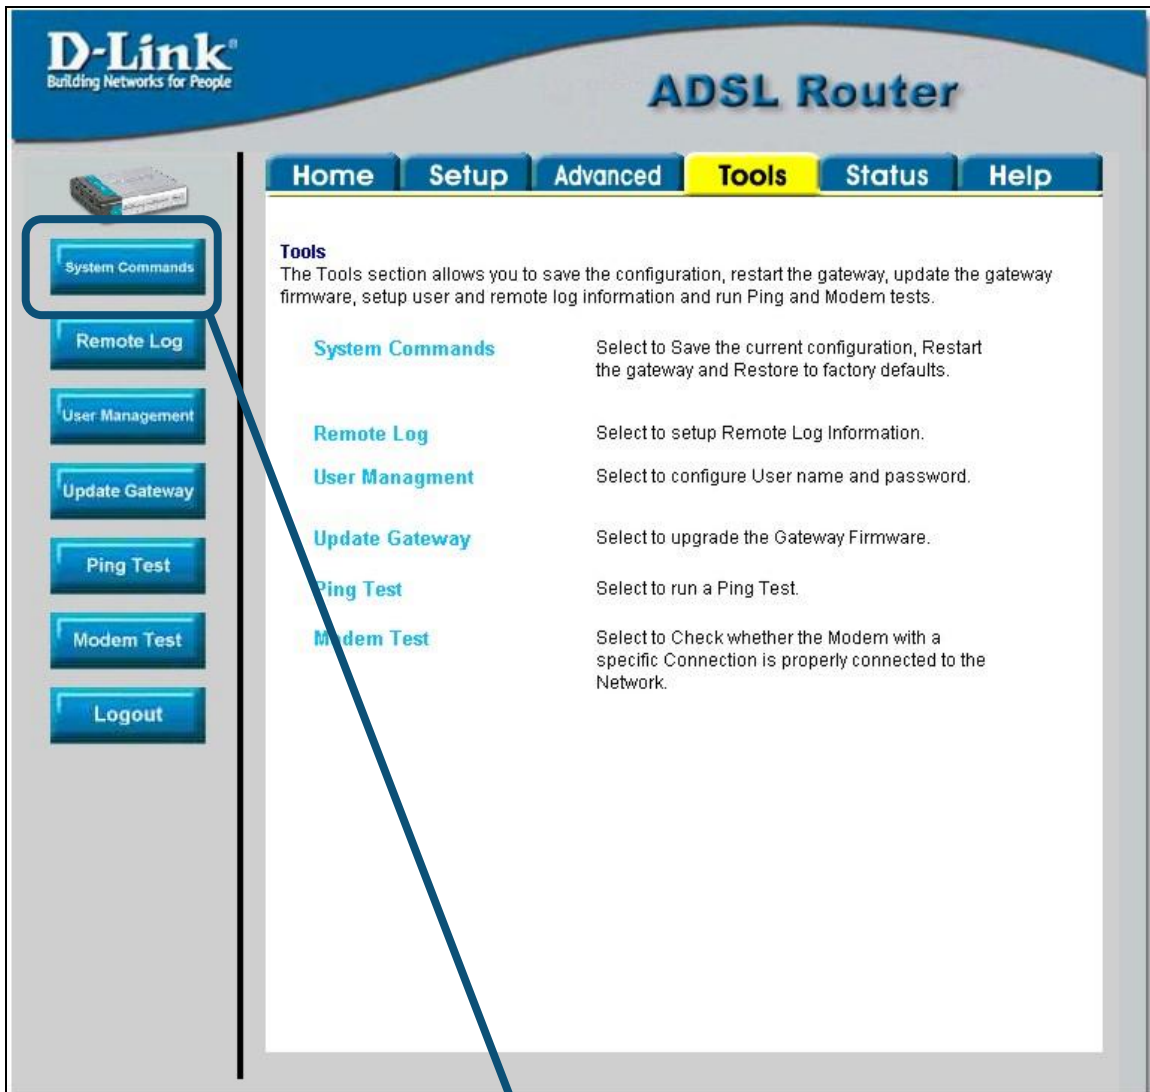 D-Link®
Building Networks for People
ADSL Router
Home Setup Advanced Tools Status Help
System Commands
Remote Log
User Management
Update Gateway
Ping Test
Modem Test
Logout
Tools
The Tools section allows you to save the configuration, restart the gateway, update the gateway
firmware, setup user and remote log information and run Ping and Modem tests.
System Commands Select to Save the current configuration, Restart
the gateway and Restore to factory defaults.
Remote Log Select to setup Remote Log Information.
User Managment Select to configure User name and password.
Update Gateway Select to upgrade the Gateway Firmware.
Ping Test Select to run a Ping Test.
Modem Test Select to Check whether the Modem with a
specific Connection is properly connected to the
Network.